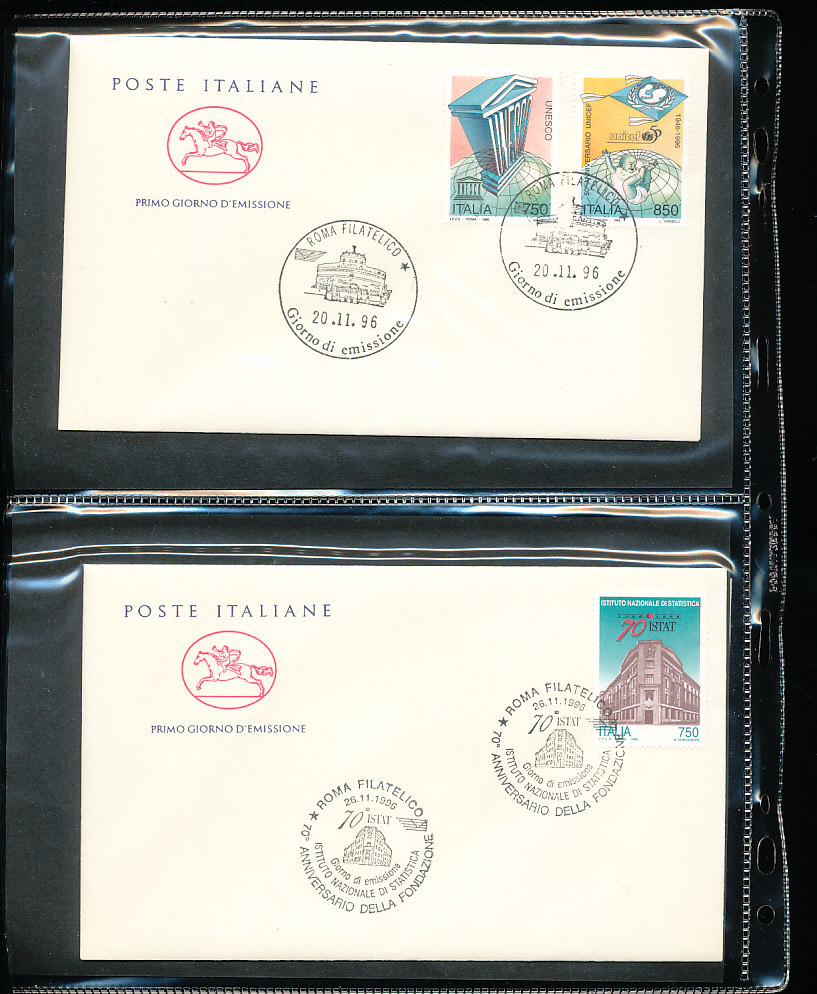 POSTE ITALIANE
PRIMO GIORNO D'EMISSIONE
UNESCO
ITALIA 750
1946-1996
ANNIVERSARIO UNICEF
unicef 50
ITALIA 850
ROMA FILATELICO
20.11.96
Giorno di emissione
ROMA FILATELICO
20.11.96
Giorno di emissione
POSTE ITALIANE
PRIMO GIORNO D'EMISSIONE
ISTITUTO NAZIONALE DI STATISTICA
70 ISTAT
ITALIA 750
ROMA FILATELICO
26.11.1996
70° ISTAT
Giorno di emissione
ISTITUTO NAZIONALE DI STATISTICA
70° ANNIVERSARIO DELLA FONDAZIONE
ROMA FILATELICO
26.11.1996
70° ISTAT
Giorno di emissione
ISTITUTO NAZIONALE DI STATISTICA
70° ANNIVERSARIO DELLA FONDAZIONE